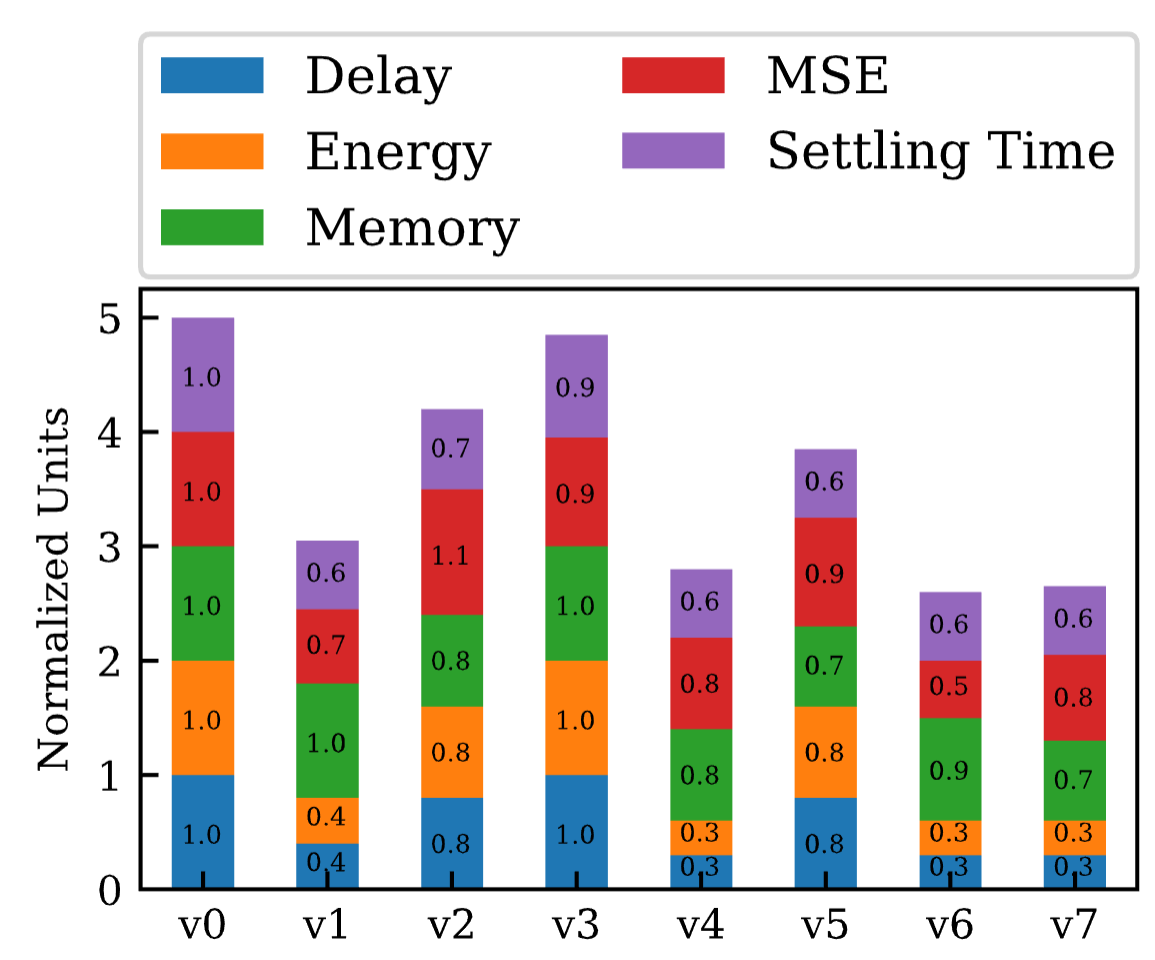 Delay MSE
Energy Settling Time
Memory
Normalized Units
5
4
3
2
1
0
1.0 1.0 1.0 1.0 1.0
0.6 0.7 1.0 0.4 0.4
0.7 1.1 0.8 0.8 0.8
0.9 0.9 1.0 1.0 1.0
0.6 0.8 0.8 0.3 0.3
0.6 0.9 0.7 0.8 0.8
0.6 0.5 0.9 0.3 0.3
0.6 0.8 0.7 0.3 0.3
v0 v1 v2 v3 v4 v5 v6 v7